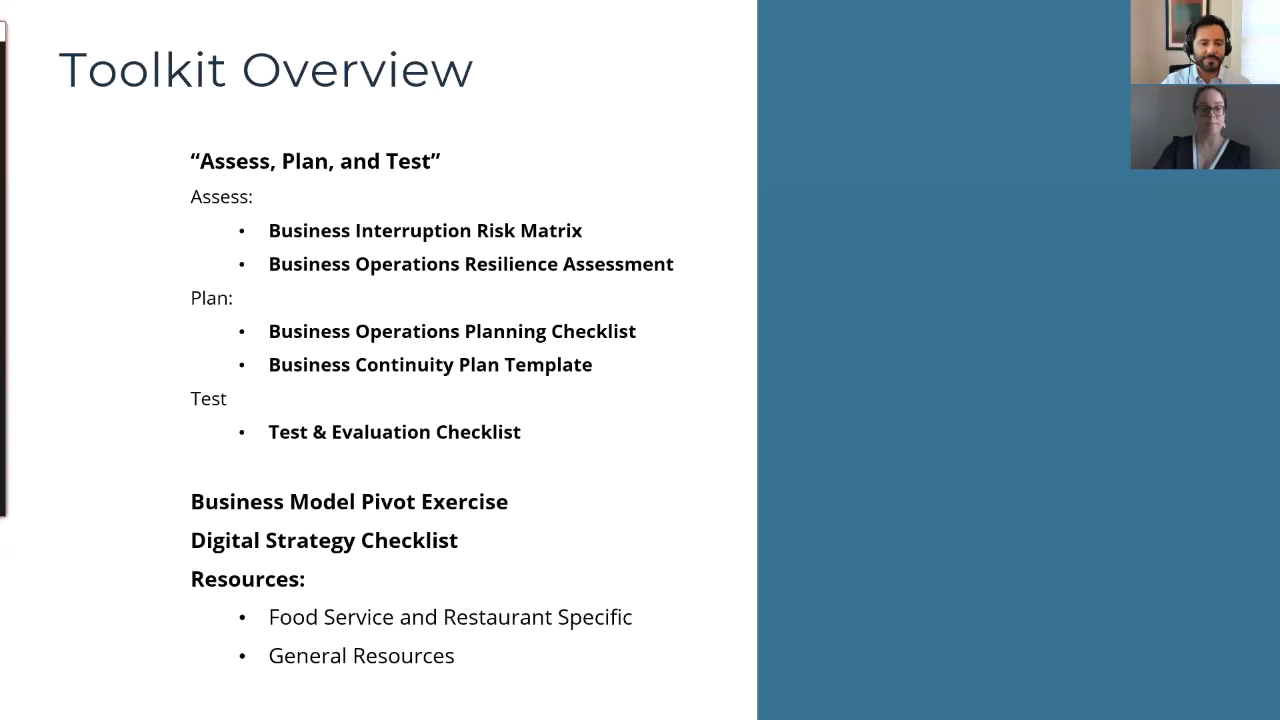 Toolkit Overview
“Assess, Plan, and Test”
Assess:
• Business Interruption Risk Matrix
• Business Operations Resilience Assessment
Plan:
• Business Operations Planning Checklist
• Business Continuity Plan Template
Test
• Test & Evaluation Checklist
Business Model Pivot Exercise
Digital Strategy Checklist
Resources:
• Food Service and Restaurant Specific
• General Resources